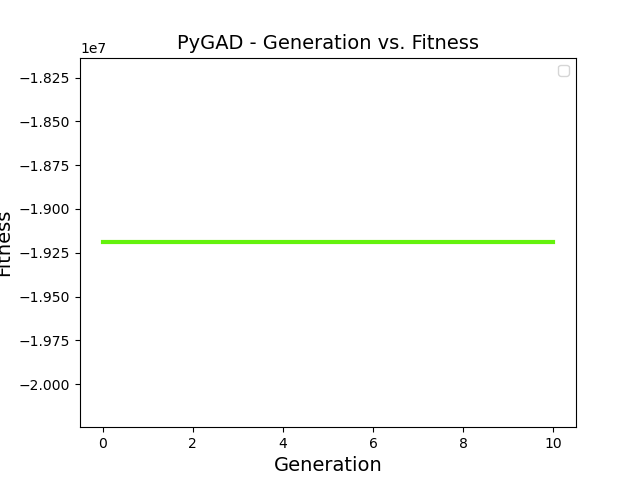 PyGAD - Generation vs. Fitness
1e7
−1.825
−1.850
−1.875
−1.900
−1.925
−1.950
−1.975
−2.000
Fitness
0 2 4 6 8 10
Generation